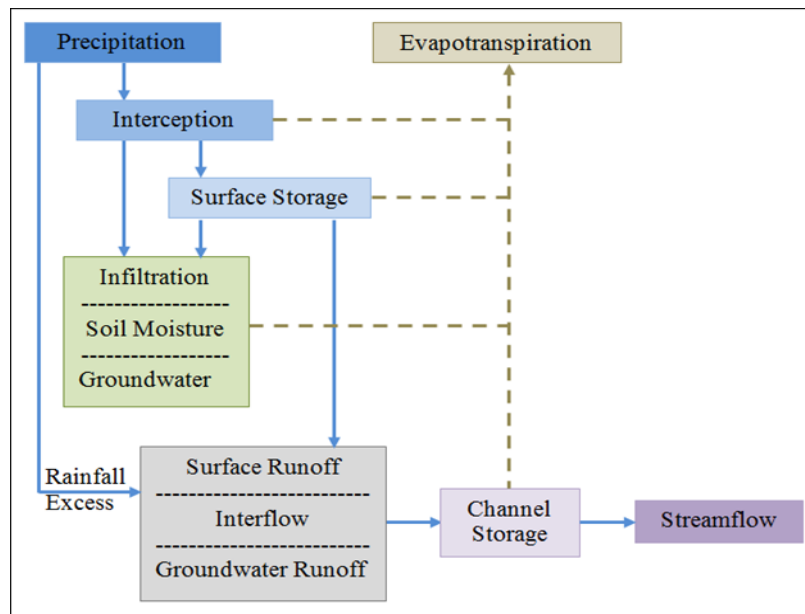 Precipitation
Evapotranspiration
Interception
Surface Storage
Infiltration
--------------------
Soil Moisture
--------------------
Groundwater
Rainfall
Excess
Surface Runoff
-----------------------------
Interflow
-----------------------------
Groundwater Runoff
Channel
Storage
Streamflow